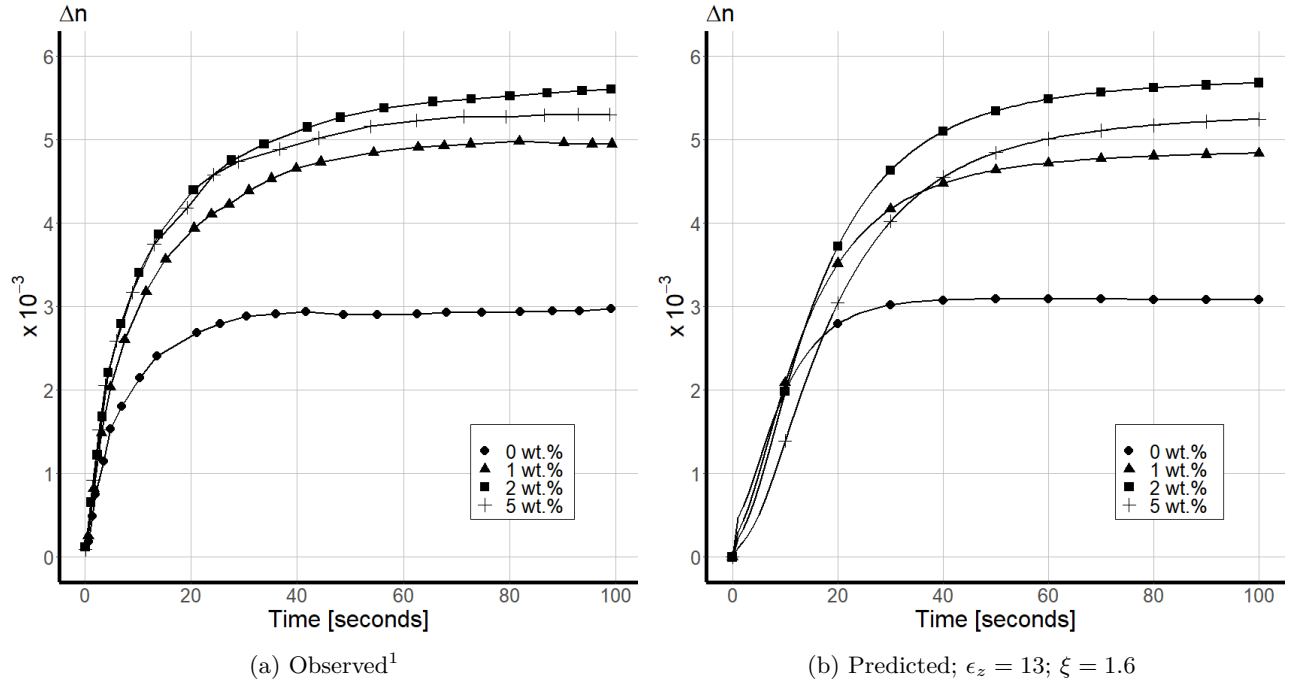 Δn
6
5
4
3
2
1
0
x 10⁻³
0 wt.%
1 wt.%
2 wt.%
5 wt.%
0 20 40 60 80 100
Time [seconds]
(a) Observed¹
Δn
6
5
4
3
2
1
0
x 10⁻³
0 wt.%
1 wt.%
2 wt.%
5 wt.%
0 20 40 60 80 100
Time [seconds]
(b) Predicted; ϵ_z = 13; ξ = 1.6